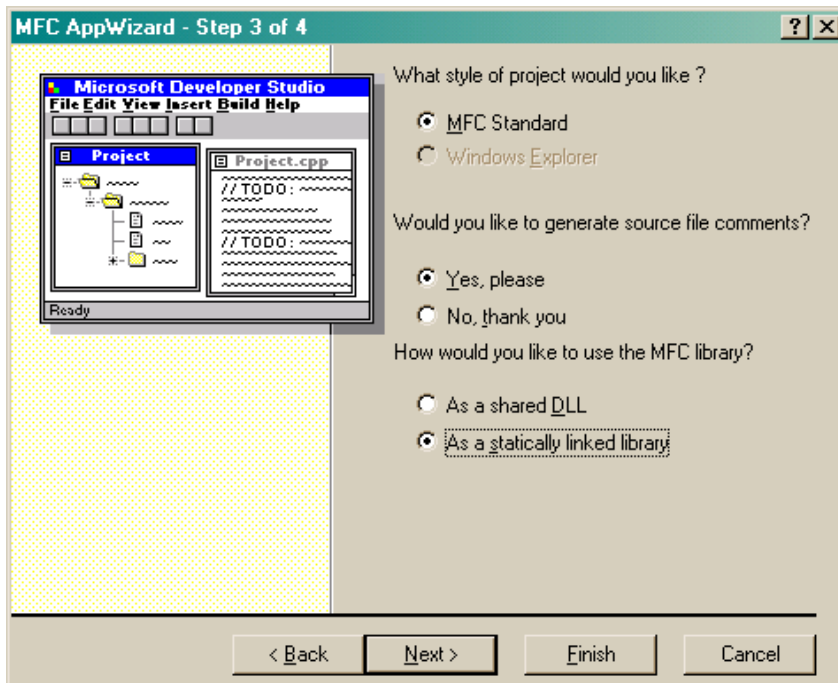 MFC AppWizard - Step 3 of 4
Microsoft Developer Studio
File Edit View Insert Build Help
Project
Project.cpp
// TODO:
// TODO:
Ready
What style of project would you like ?
MFC Standard
Windows Explorer
Would you like to generate source file comments?
Yes, please
No, thank you
How would you like to use the MFC library?
As a shared DLL
As a statically linked library
< Back
Next >
Finish
Cancel